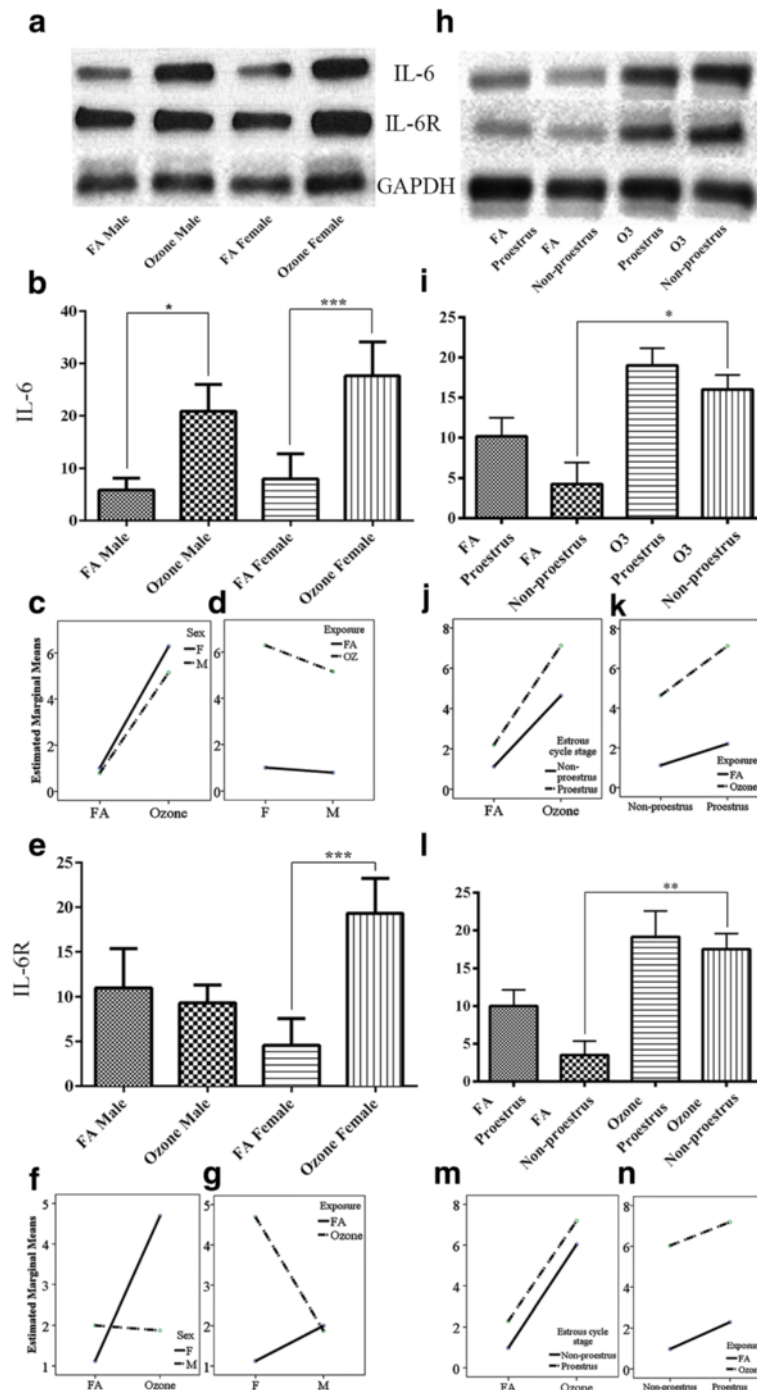 a
h
IL-6
IL-6R
GAPDH
FA Male
Ozone Male
FA Female
Ozone Female
FA Proestrus
FA Non-proestrus
O3 Proestrus
O3 Non-proestrus
b
IL-6
40
30
20
10
0
*
***
FA Male
Ozone Male
FA Female
Ozone Female
i
25
20
15
10
5
0
*
FA Proestrus
FA Non-proestrus
O3 Proestrus
O3 Non-proestrus
c
Estimated Marginal Means
6
4
2
0
Sex
F
M
FA
Ozone
d
6
4
2
0
Exposure
FA
OZ
F
M
j
8
6
4
2
0
Estrous cycle stage
Non-proestrus
Proestrus
FA
Ozone
k
8
6
4
2
0
Exposure
FA
Ozone
Non-proestrus
Proestrus
e
IL-6R
25
20
15
10
5
0
***
FA Male
Ozone Male
FA Female
Ozone Female
l
25
20
15
10
5
0
**
FA Proestrus
FA Non-proestrus
Ozone Proestrus
Ozone Non-proestrus
f
Estimated Marginal Means
5
4
3
2
1
Sex
F
M
FA
Ozone
g
5
4
3
2
1
Exposure
FA
Ozone
F
M
m
8
6
4
2
0
Estrous cycle stage
Non-proestrus
Proestrus
FA
Ozone
n
8
6
4
2
0
Exposure
FA
Ozone
Non-proestrus
Proestrus